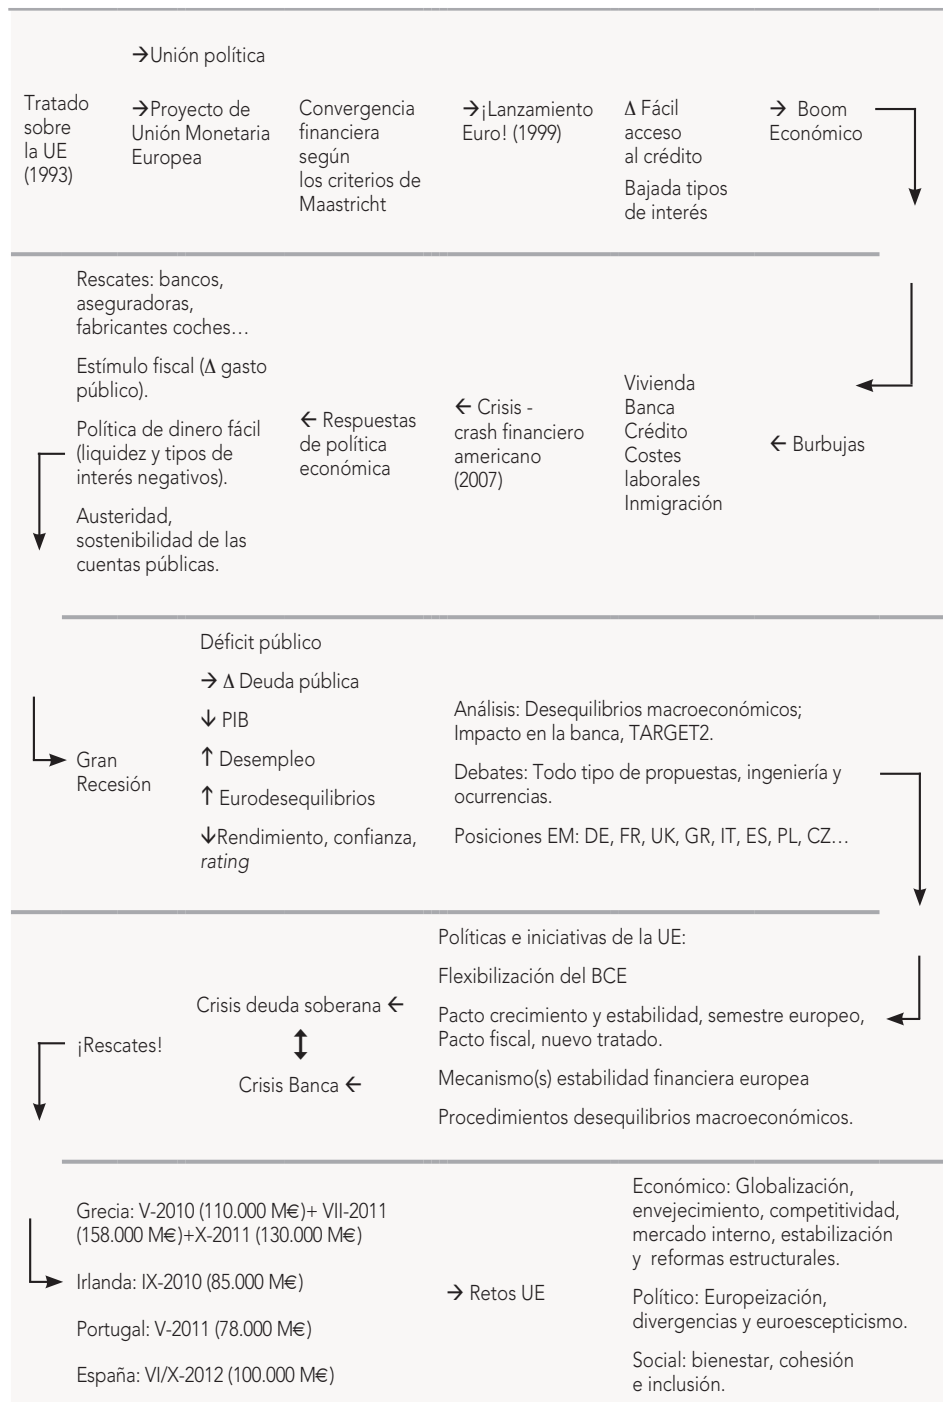 →Unión política
Tratado
sobre
la UE
(1993)
→Proyecto de
Unión Monetaria
Europea
Convergencia
financiera
según
los criterios de
Maastricht
→¡Lanzamiento
Euro! (1999)
Δ Fácil
acceso
al crédito
Bajada tipos
de interés
→ Boom
Económico
Rescates: bancos,
aseguradoras,
fabricantes coches…
Estímulo fiscal (Δ gasto
público).
Política de dinero fácil
(liquidez y tipos de
interés negativos).
Austeridad,
sostenibilidad de las
cuentas públicas.
← Respuestas
de política
económica
← Crisis -
crash financiero
americano
(2007)
Vivienda
Banca
Crédito
Costes
laborales
Inmigración
← Burbujas
Gran
Recesión
Déficit público
→ Δ Deuda pública
↓ PIB
↑ Desempleo
↑ Eurodesequilibrios
↓Rendimiento, confianza,
rating
Análisis: Desequilibrios macroeconómicos;
Impacto en la banca, TARGET2.
Debates: Todo tipo de propuestas, ingeniería y
ocurrencias.
Posiciones EM: DE, FR, UK, GR, IT, ES, PL, CZ…
¡Rescates!
Crisis deuda soberana ←
↕
Crisis Banca ←
Políticas e iniciativas de la UE:
Flexibilización del BCE
Pacto crecimiento y estabilidad, semestre europeo,
Pacto fiscal, nuevo tratado.
Mecanismo(s) estabilidad financiera europea
Procedimientos desequilibrios macroeconómicos.
Grecia: V-2010 (110.000 M€)+ VII-2011
(158.000 M€)+X-2011 (130.000 M€)
Irlanda: IX-2010 (85.000 M€)
Portugal: V-2011 (78.000 M€)
España: VI/X-2012 (100.000 M€)
→ Retos UE
Económico: Globalización,
envejecimiento, competitividad,
mercado interno, estabilización
y reformas estructurales.
Político: Europeización,
divergencias y euroescepticismo.
Social: bienestar, cohesión
e inclusión.